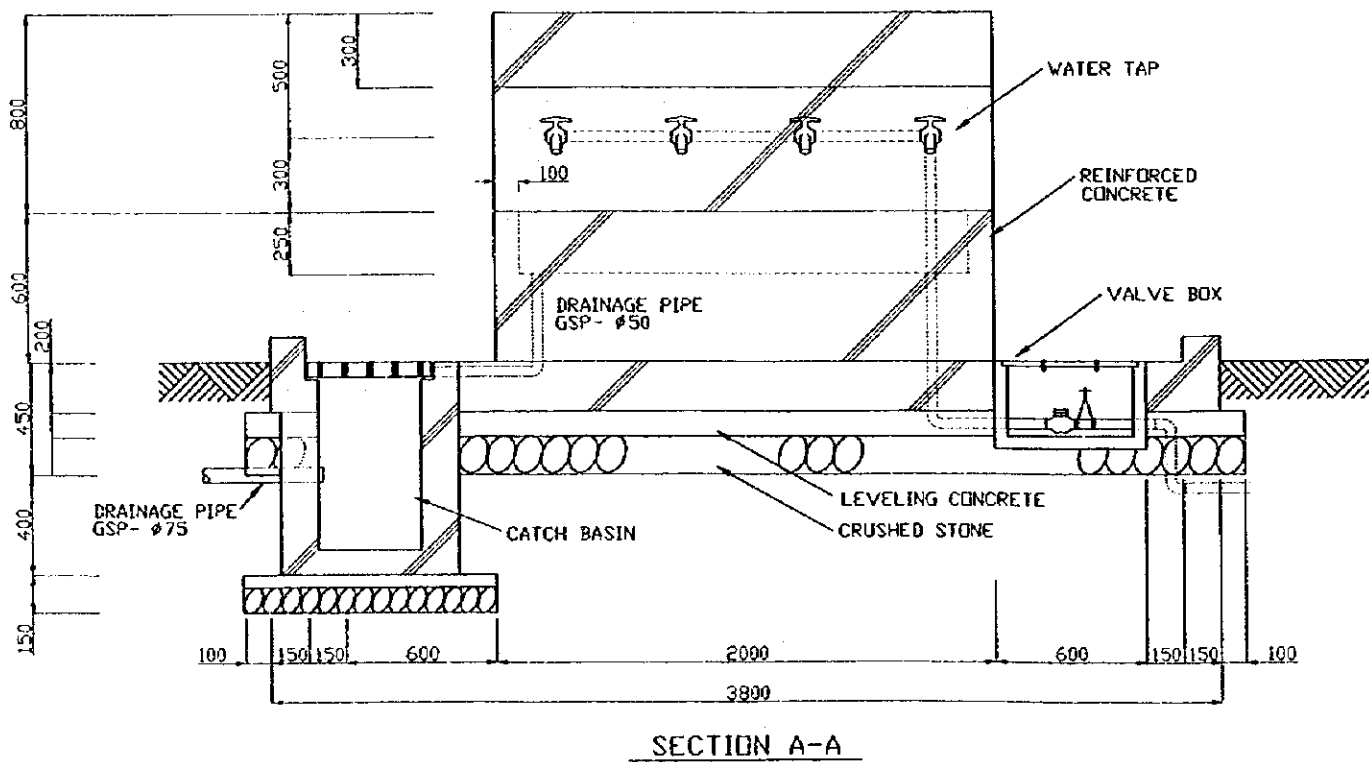 300
500
800
WATER TAP
100
REINFORCED
CONCRETE
300
250
600
200
VALVE BOX
DRAINAGE PIPE
GSP- ø50
450
LEVELING CONCRETE
DRAINAGE PIPE
GSP- ø75
CATCH BASIN
CRUSHED STONE
400
150
100 150 150 600 2000 600 150 150 100
3800
SECTION A-A